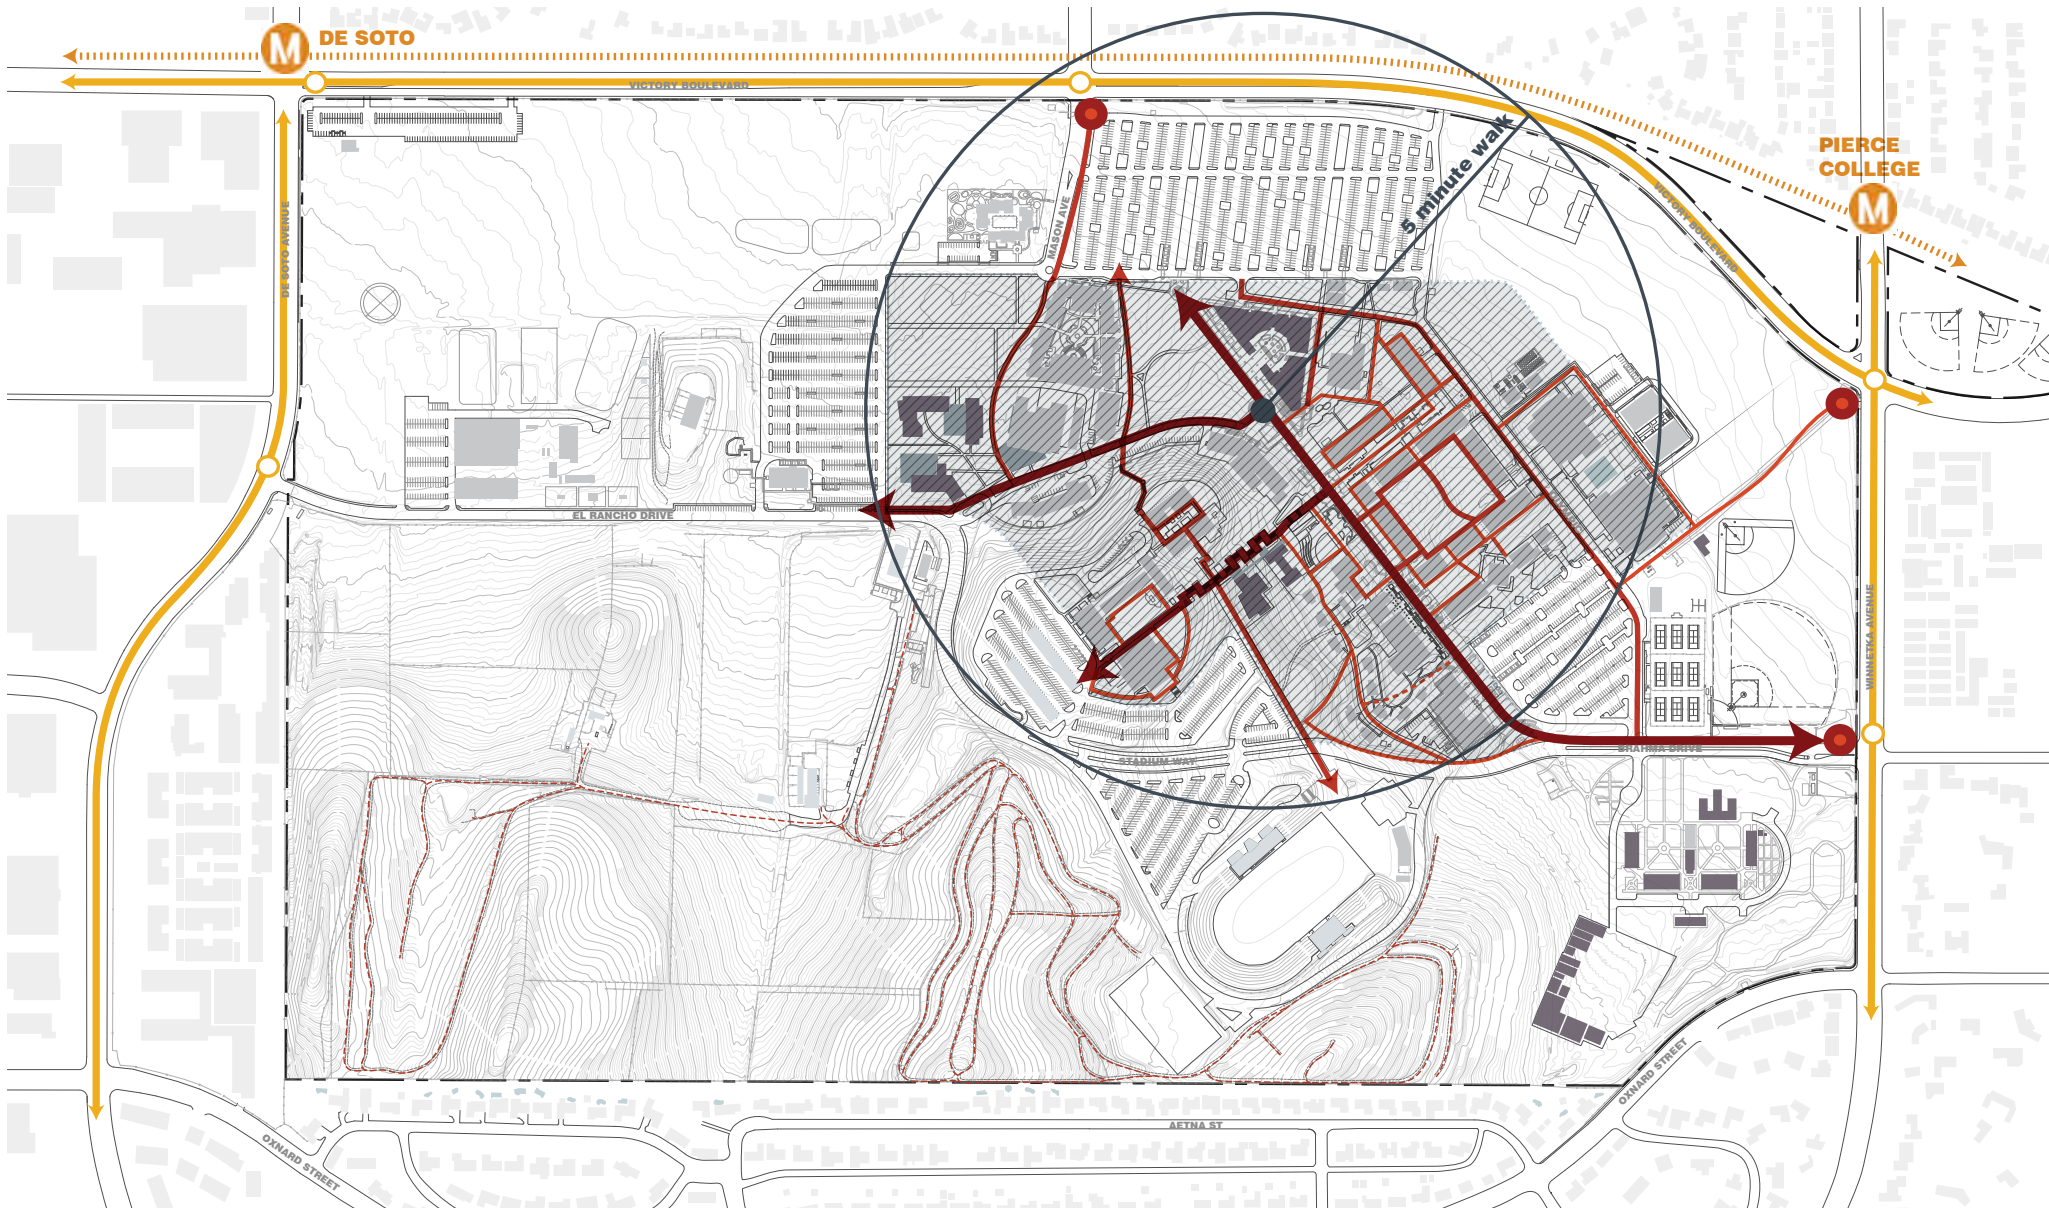 M DE SOTO
VICTORY BOULEVARD
5 minute walk
PIERCE
COLLEGE
M
VICTORY BOULEVARD
DE SOTO AVENUE
MASON AVE
EL RANCHO DRIVE
WINNETKA AVENUE
BRAHMA DRIVE
STADIUM WAY
OXNARD STREET
AETNA ST
OXNARD STREET